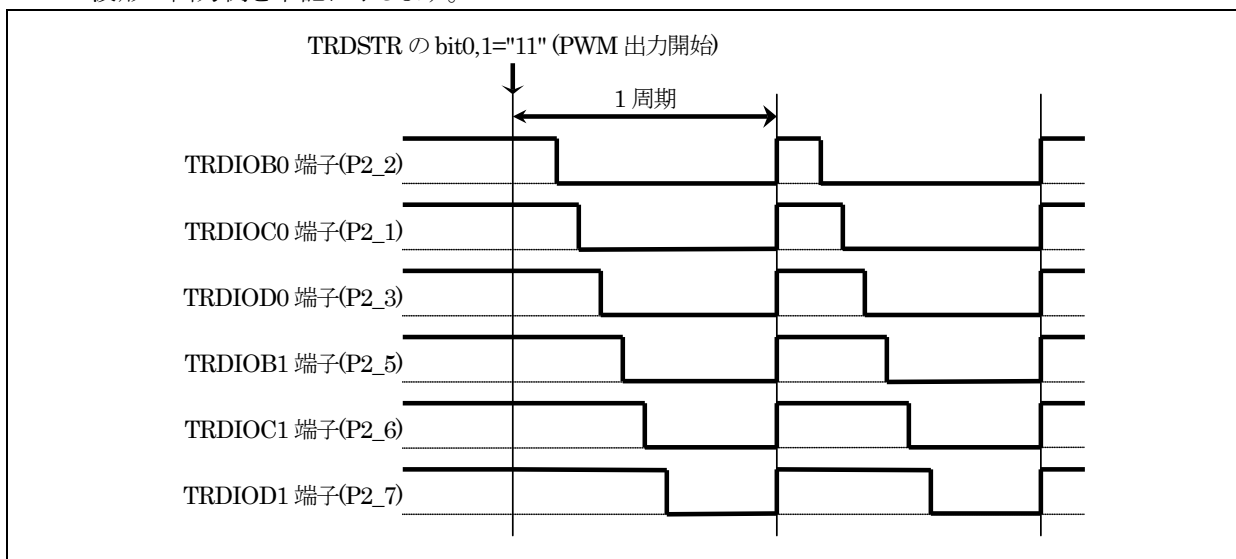 TRDSTR の bit0,1="11" (PWM 出力開始)
1 周期
TRDIOB0 端子(P2_2)
TRDIOC0 端子(P2_1)
TRDIOD0 端子(P2_3)
TRDIOB1 端子(P2_5)
TRDIOC1 端子(P2_6)
TRDIOD1 端子(P2_7)